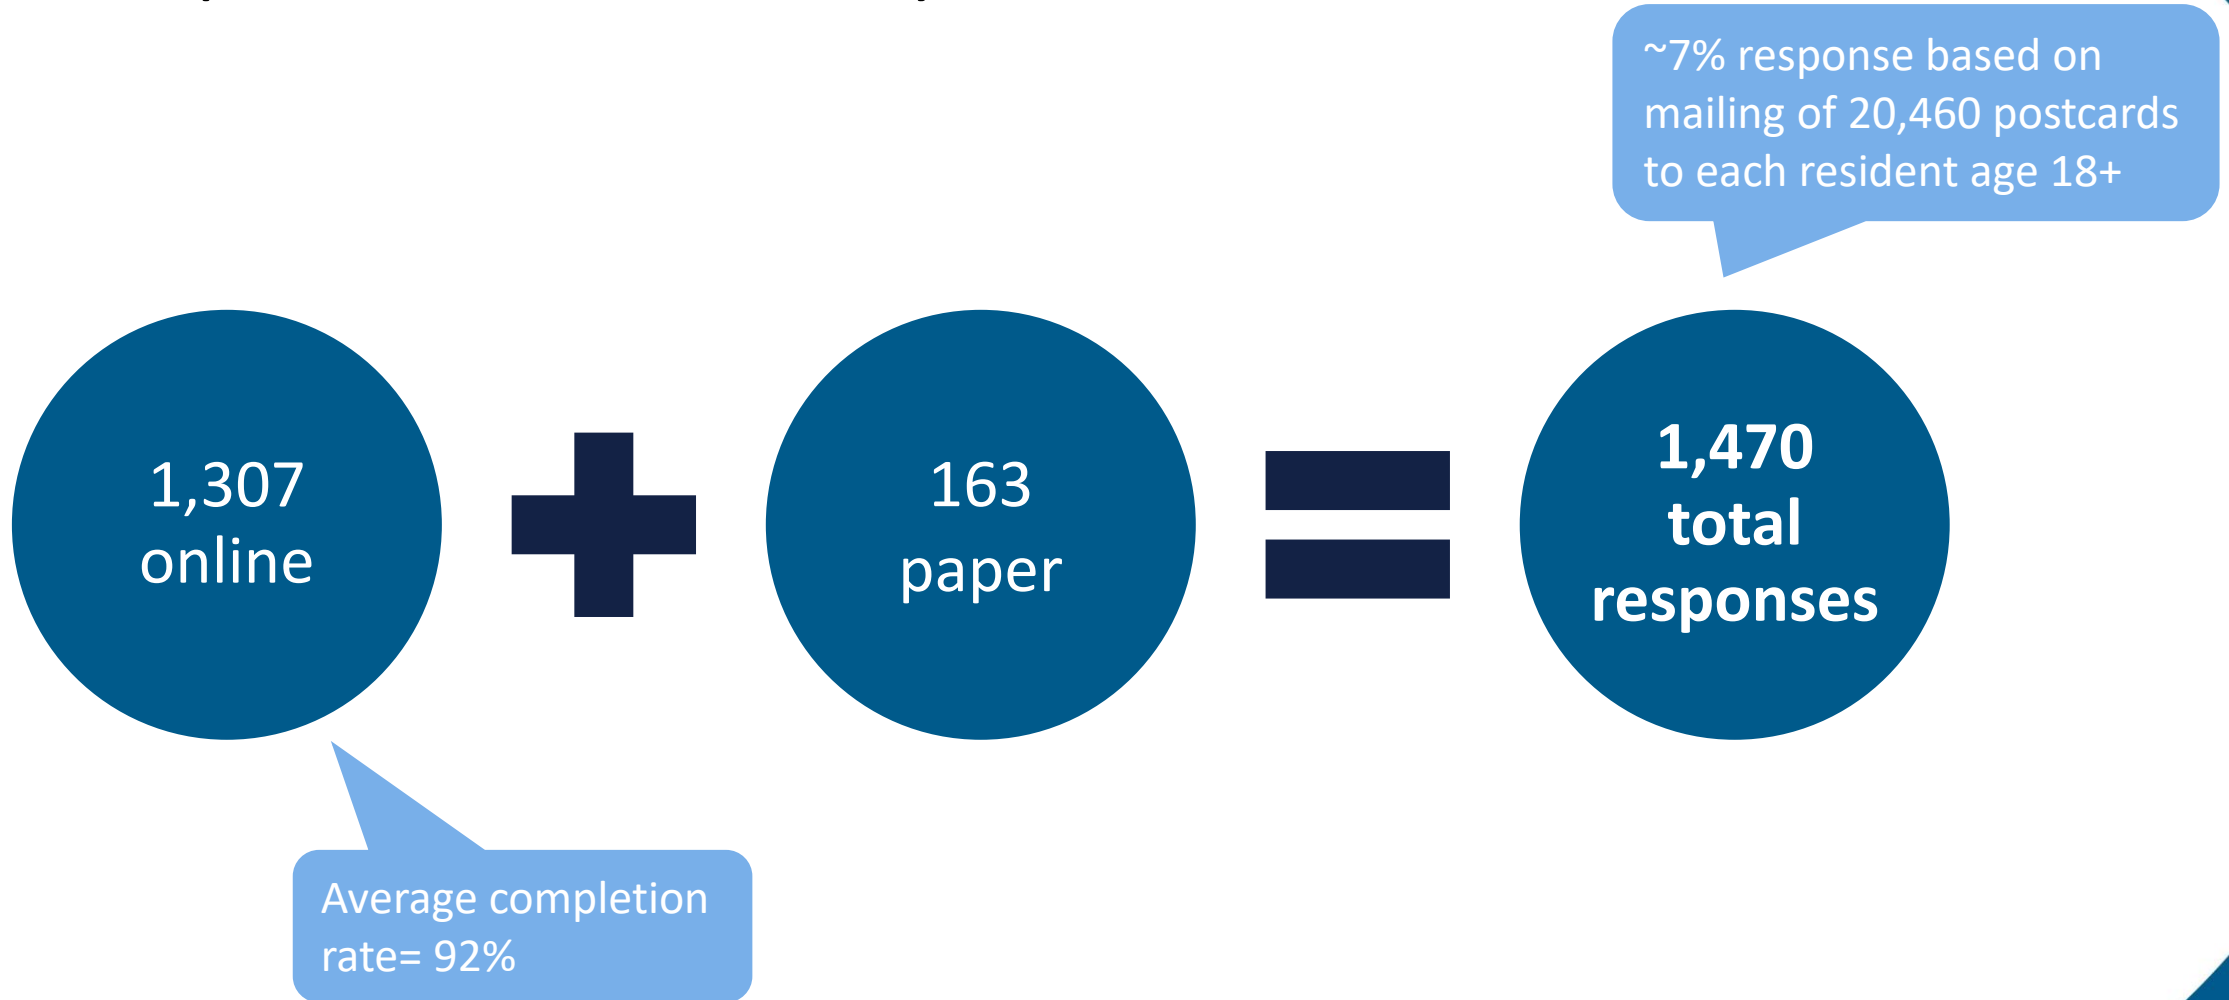 ~7% response based on
mailing of 20,460 postcards
to each resident age 18+
1,307
online
163
paper
1,470
total
responses
Average completion
rate= 92%